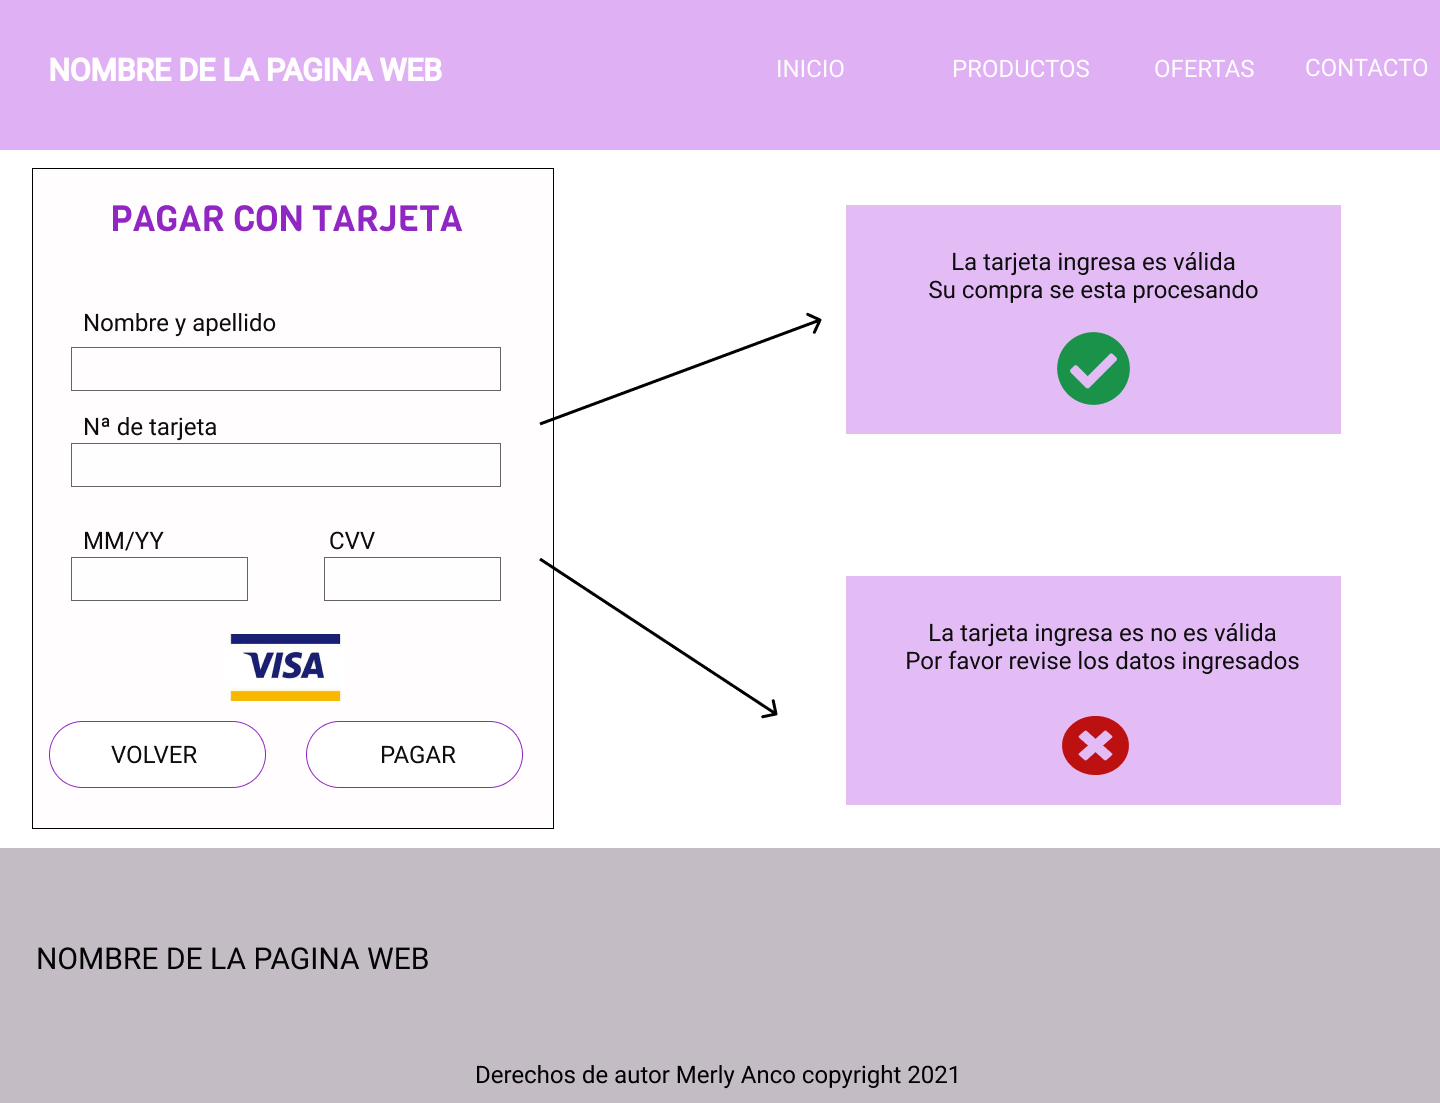 NOMBRE DE LA PAGINA WEB
INICIO
PRODUCTOS
OFERTAS
CONTACTO
PAGAR CON TARJETA
Nombre y apellido
Nª de tarjeta
MM/YY
CVV
VISA
VOLVER
PAGAR
La tarjeta ingresa es válida
Su compra se esta procesando
La tarjeta ingresa es no es válida
Por favor revise los datos ingresados
NOMBRE DE LA PAGINA WEB
Derechos de autor Merly Anco copyright 2021